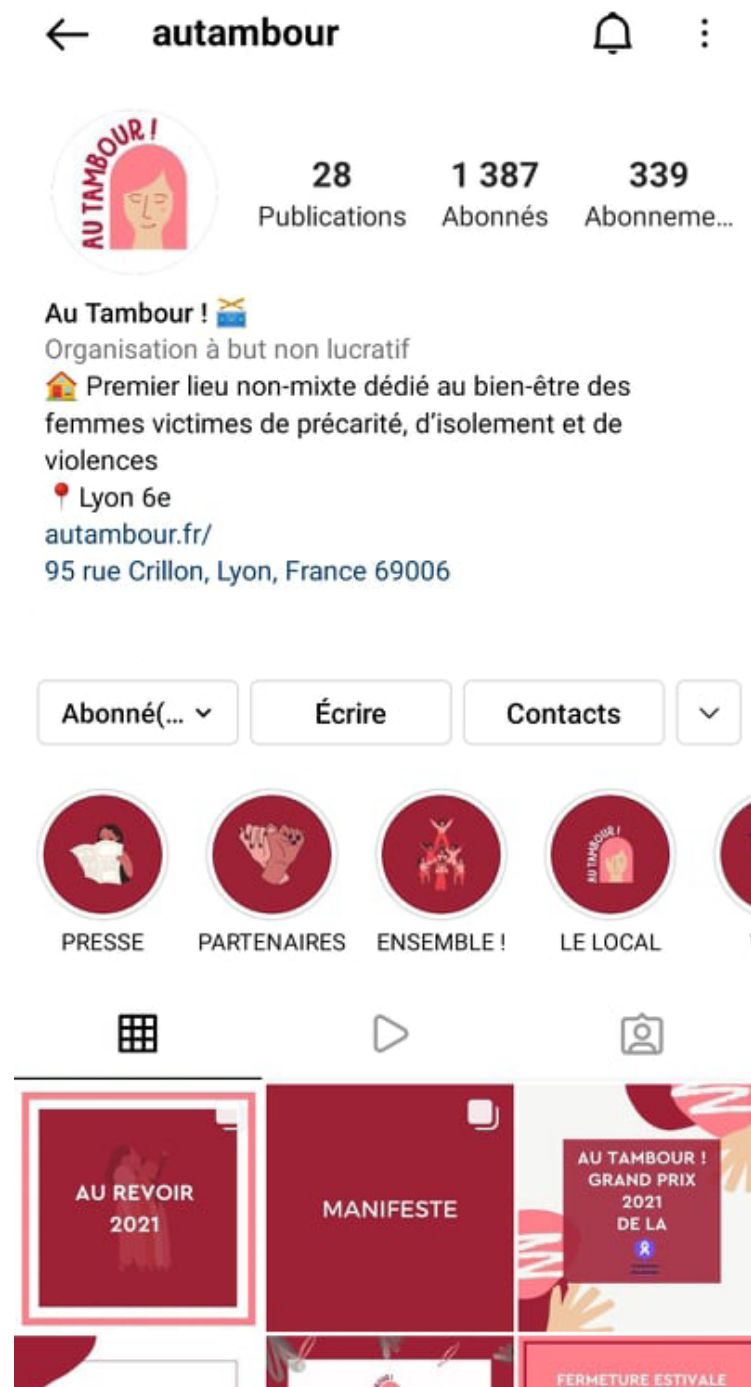 autambour
AU TAMBOUR !
28
Publications
1 387
Abonnés
339
Abonneme...
Au Tambour !
Organisation à but non lucratif
Premier lieu non-mixte dédié au bien-être des
femmes victimes de précarité, d'isolement et de
violences
Lyon 6e
autambour.fr/
95 rue Crillon, Lyon, France 69006
Abonné(...
Écrire
Contacts
AU TAMBOUR !
PRESSE
PARTENAIRES
ENSEMBLE !
LE LOCAL
AU REVOIR
2021
MANIFESTE
AU TAMBOUR !
GRAND PRIX
2021
DE LA
FERMETURE ESTIVALE